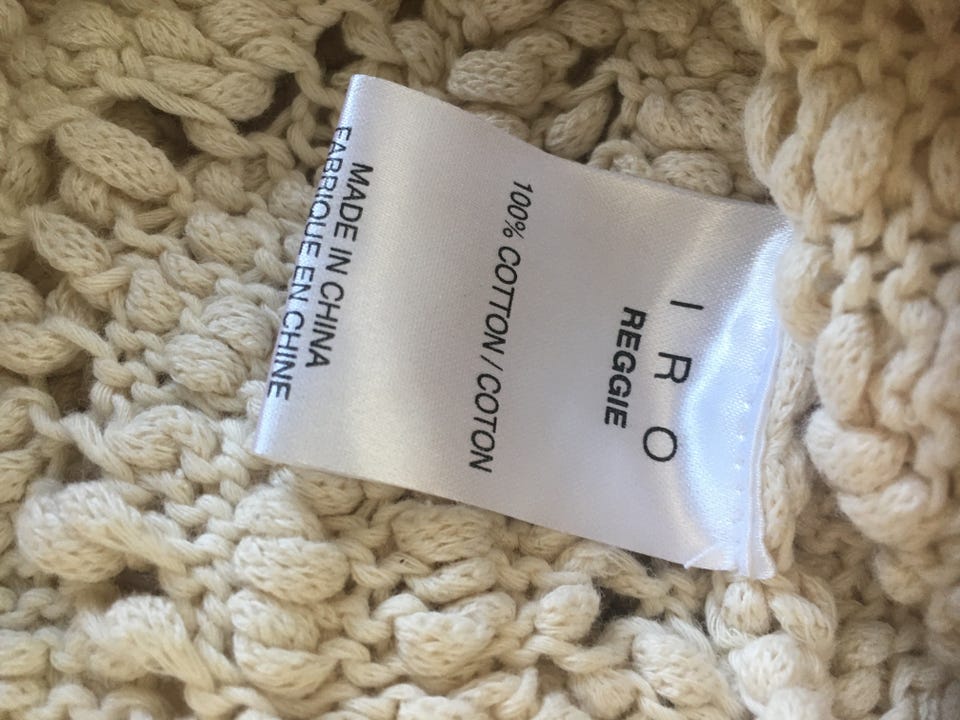 I R O
REGGIE
100% COTTON / COTON
MADE IN CHINA
FABRIQUE EN CHINE